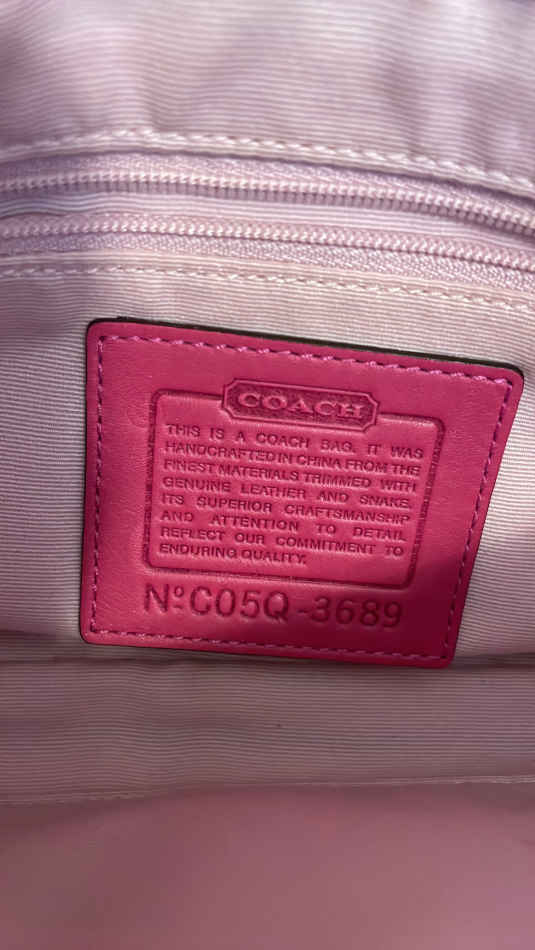 COACH
THIS IS A COACH BAG. IT WAS
HANDCRAFTED IN CHINA FROM THE
FINEST MATERIALS TRIMMED WITH
GENUINE LEATHER AND SNAKE.
ITS SUPERIOR CRAFTSMANSHIP
AND ATTENTION TO DETAIL
REFLECT OUR COMMITMENT TO
ENDURING QUALITY.
Nº C05Q-3689